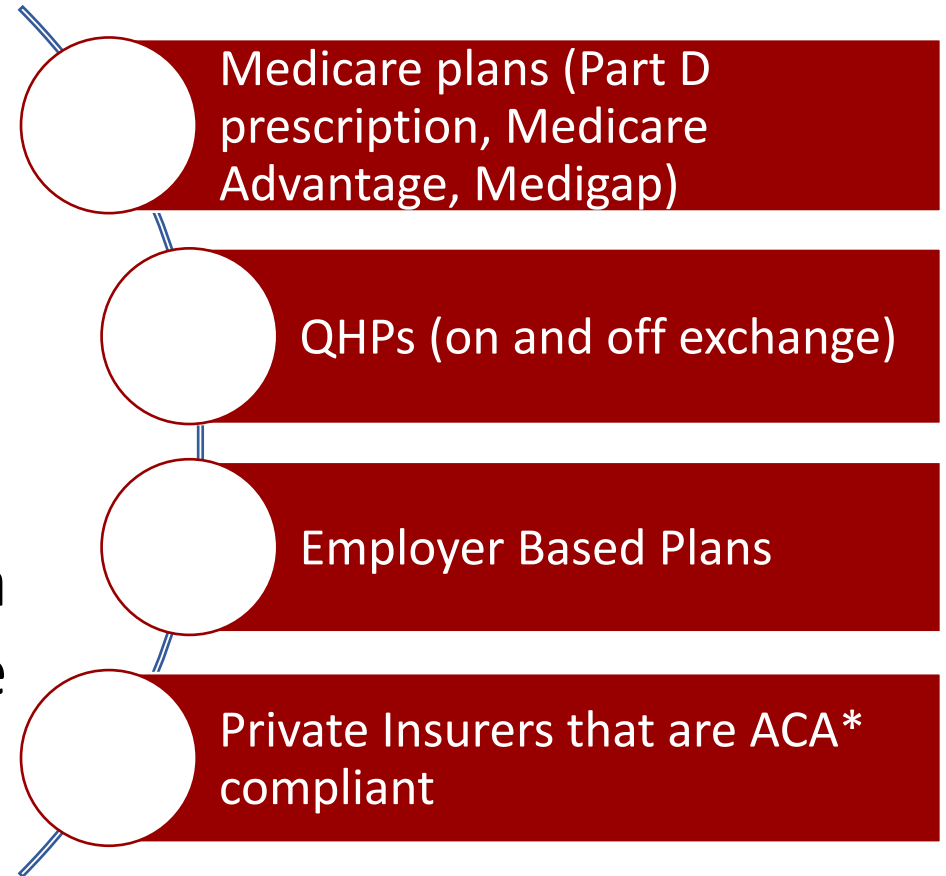 Medicare plans (Part D
prescription, Medicare
Advantage, Medigap)
QHPs (on and off exchange)
Employer Based Plans
Private Insurers that are ACA*
compliant